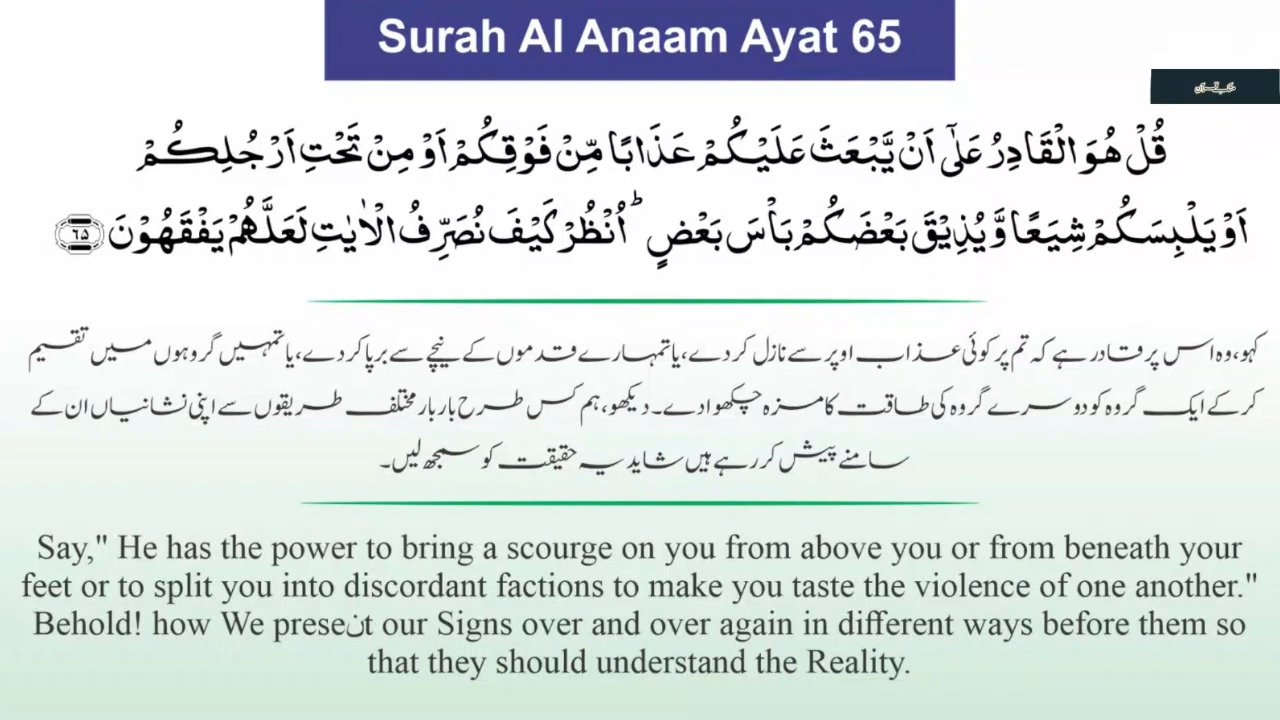 Surah Al Anaam Ayat 65
قُلْ هُوَ الْقَادِرُ عَلٰۤى اَنْ يَّبْعَثَ عَلَيْكُمْ عَذَابًا مِّنْ فَوْقِكُمْ اَوْ مِنْ تَحْتِ اَرْجُلِكُمْ
اَوْ يَلْبِسَكُمْ شِيَعًا وَّ يُذِيْقَ بَعْضَكُمْ بَاْسَ بَعْضٍ ؕ اُنْظُرْ كَيْفَ نُصَرِّفُ الْاٰيٰتِ لَعَلَّهُمْ يَفْقَهُوْنَ ۶۵
کہو، وہ اس پر قادر ہے کہ تم پر کوئی عذاب اوپر سے نازل کر دے، یا تمہارے قدموں کے نیچے سے برپا کر دے، یا تمہیں گروہوں میں تقسیم
کر کے ایک گروہ کو دوسرے گروہ کی طاقت کا مزہ چکھوا دے۔ دیکھو، ہم کس طرح بار بار مختلف طریقوں سے اپنی نشانیاں ان کے
سامنے پیش کر رہے ہیں شاید یہ حقیقت کو سمجھ لیں۔
Say," He has the power to bring a scourge on you from above you or from beneath your
feet or to split you into discordant factions to make you taste the violence of one another."
Behold! how We preseنt our Signs over and over again in different ways before them so
that they should understand the Reality.